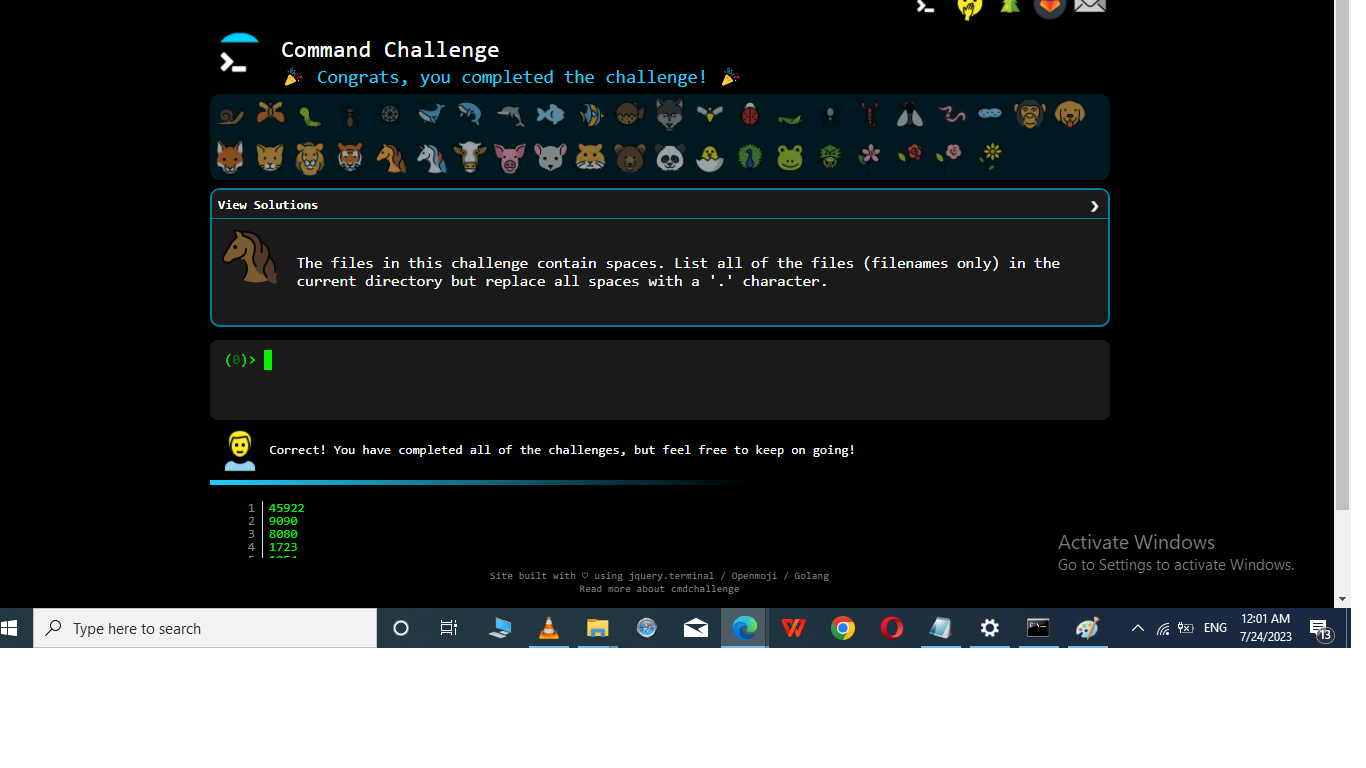 Command Challenge
🎉 Congrats, you completed the challenge! 🎉
View Solutions ❯
The files in this challenge contain spaces. List all of the files (filenames only) in the
current directory but replace all spaces with a '.' character.
(0)>
Correct! You have completed all of the challenges, but feel free to keep on going!
1 45922
2 9090
3 8080
4 1723
Activate Windows
Go to Settings to activate Windows.
Site built with ♡ using jquery.terminal / Openmoji / Golang
Read more about cmdchallenge
Type here to search
ENG
12:01 AM
7/24/2023
13